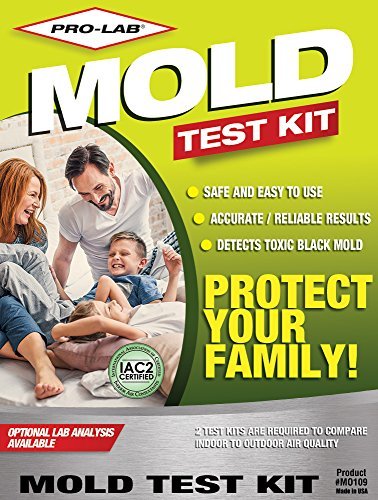 PRO-LAB®
MOLD
TEST KIT
SAFE AND EASY TO USE
ACCURATE / RELIABLE RESULTS
DETECTS TOXIC BLACK MOLD
PROTECT
YOUR
FAMILY!
IAC2
CERTIFIED
OPTIONAL LAB ANALYSIS
AVAILABLE
2 TEST KITS ARE REQUIRED TO COMPARE
INDOOR TO OUTDOOR AIR QUALITY
MOLD TEST KIT
Product
#MO109
Made in USA